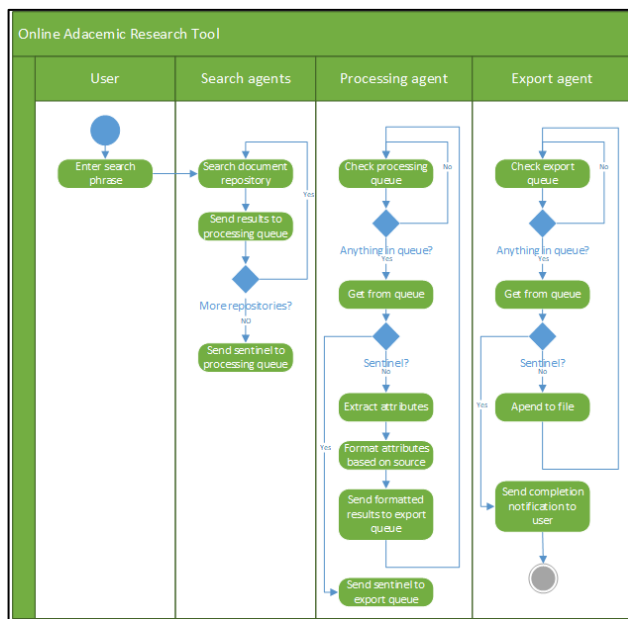 Online Adacemic Research Tool
User
Search agents
Processing agent
Export agent
Enter search
phrase
Search document
repository
Yes
Send results to
processing queue
More repositories?
NO
Send sentinel to
processing queue
Check processing
queue
No
Anything in queue?
Yes
Get from queue
Sentinel?
No
Yes
Extract attributes
Format attributes
based on source
Send formatted
results to export
queue
Send sentinel to
export queue
Check export
queue
No
Anything in queue?
Yes
Get from queue
Sentinel?
No
Yes
Apend to file
Send completion
notification to
user